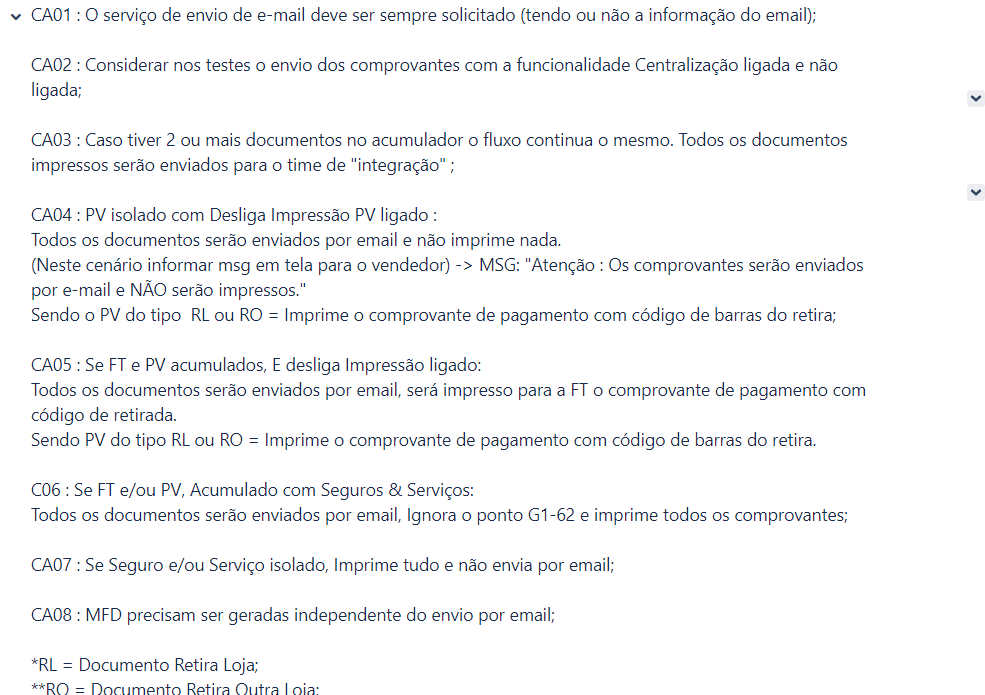 CA01 : O serviço de envio de e-mail deve ser sempre solicitado (tendo ou não a informação do email);
CA02 : Considerar nos testes o envio dos comprovantes com a funcionalidade Centralização ligada e não
ligada;
CA03 : Caso tiver 2 ou mais documentos no acumulador o fluxo continua o mesmo. Todos os documentos
impressos serão enviados para o time de "integração" ;
CA04 : PV isolado com Desliga Impressão PV ligado :
Todos os documentos serão enviados por email e não imprime nada.
(Neste cenário informar msg em tela para o vendedor) -> MSG: "Atenção : Os comprovantes serão enviados
por e-mail e NÃO serão impressos."
Sendo o PV do tipo  RL ou RO = Imprime o comprovante de pagamento com código de barras do retira;
CA05 : Se FT e PV acumulados, E desliga Impressão ligado:
Todos os documentos serão enviados por email, será impresso para a FT o comprovante de pagamento com
código de retirada.
Sendo PV do tipo RL ou RO = Imprime o comprovante de pagamento com código de barras do retira.
C06 : Se FT e/ou PV, Acumulado com Seguros & Serviços:
Todos os documentos serão enviados por email, Ignora o ponto G1-62 e imprime todos os comprovantes;
CA07 : Se Seguro e/ou Serviço isolado, Imprime tudo e não envia por email;
CA08 : MFD precisam ser geradas independente do envio por email;
*RL = Documento Retira Loja;
**RO = Documento Retira Outra Loja;